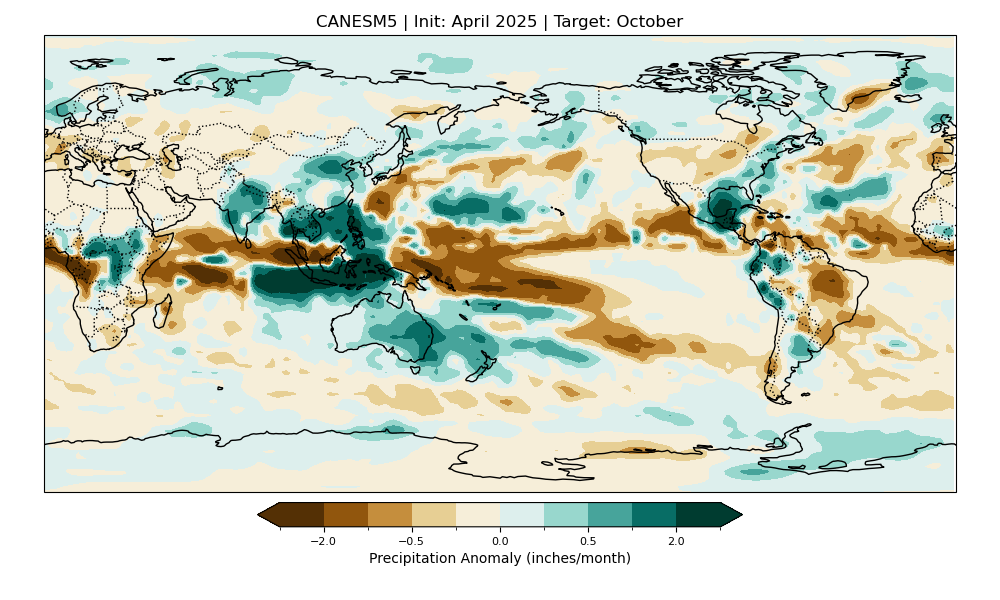 CANESM5 | Init: April 2025 | Target: October
−2.0 −0.5 0.0 0.5 2.0
Precipitation Anomaly (inches/month)